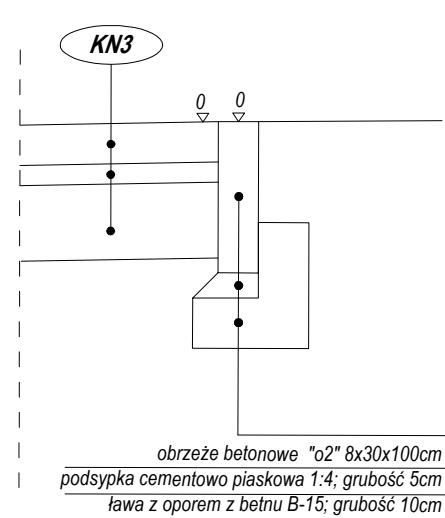 KN3
0 0
obrzeże betonowe "o2" 8x30x100cm
podsypka cementowo piaskowa 1:4; grubość 5cm
ława z oporem z betnu B-15; grubość 10cm